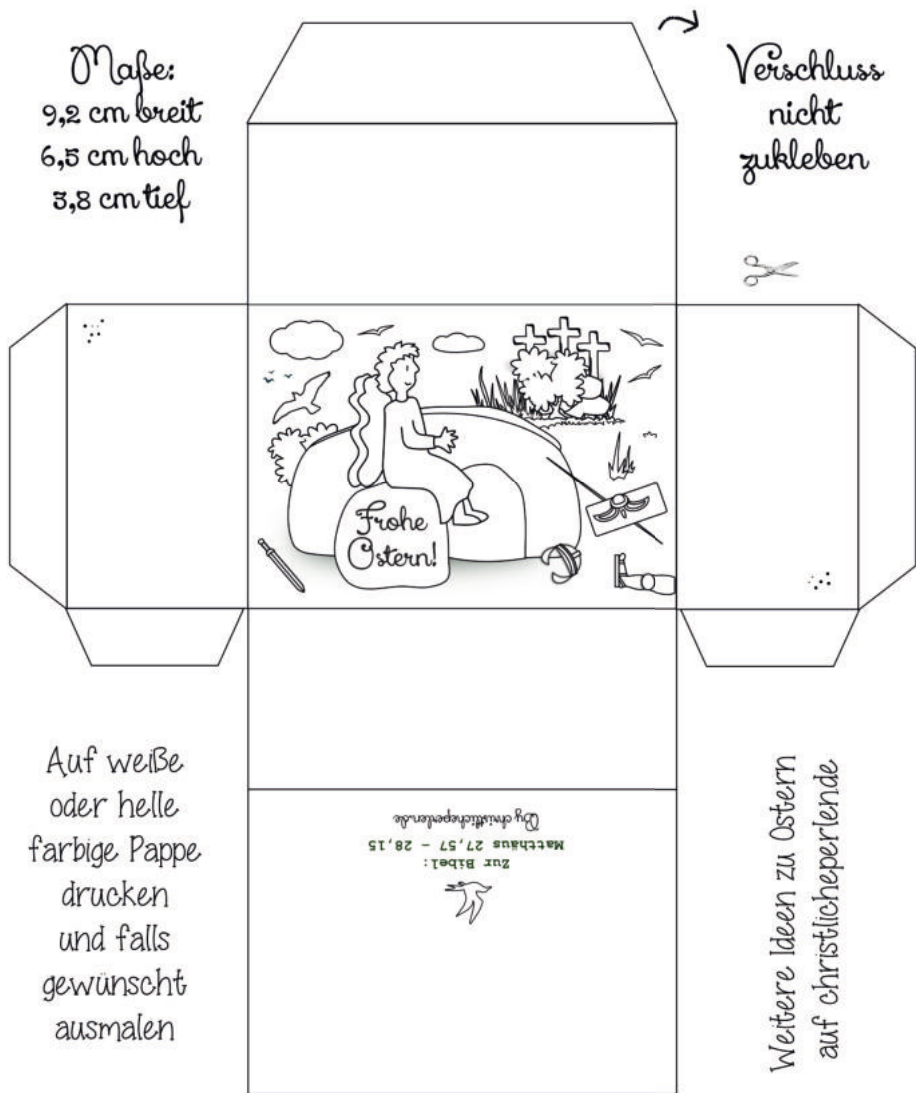 Maße:
9,2 cm breit
6,5 cm hoch
3,8 cm tief
Verschluss
nicht
zukleben
Frohe
Ostern!
Auf weiße
oder helle
farbige Pappe
drucken
und falls
gewünscht
ausmalen
Zur Bibel:
Matthäus 27,57 - 28,15
By christlicheperlen.de
Weitere Ideen zu Ostern
auf christlicheperlende